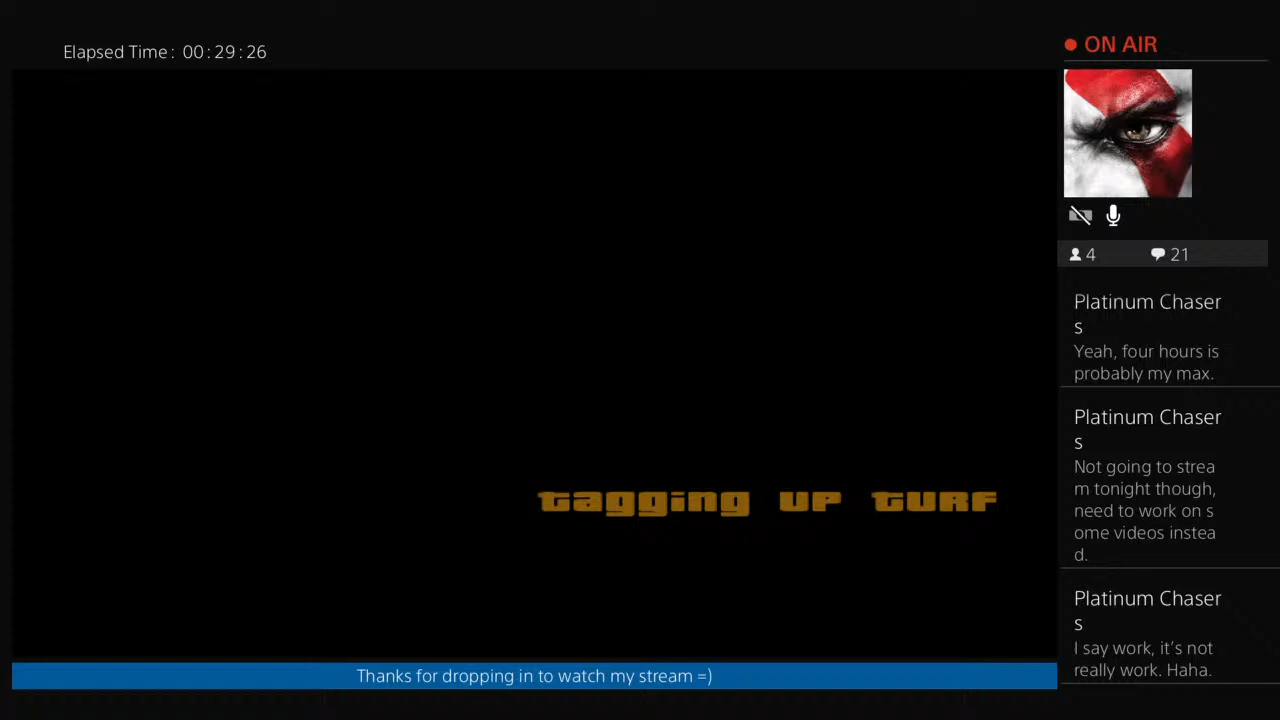 Elapsed Time: 00:29:26
ON AIR
4 21
Platinum Chaser
s
Yeah, four hours is
probably my max.
Platinum Chaser
s
Not going to strea
m tonight though,
need to work on s
ome videos instea
d.
Platinum Chaser
s
I say work, it's not
really work. Haha.
tagging up turf
Thanks for dropping in to watch my stream =)